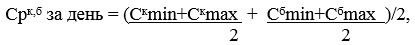 Срк,б за день = (Скmin+Скmax + Сбmin+Сбmax )/2,
2 2